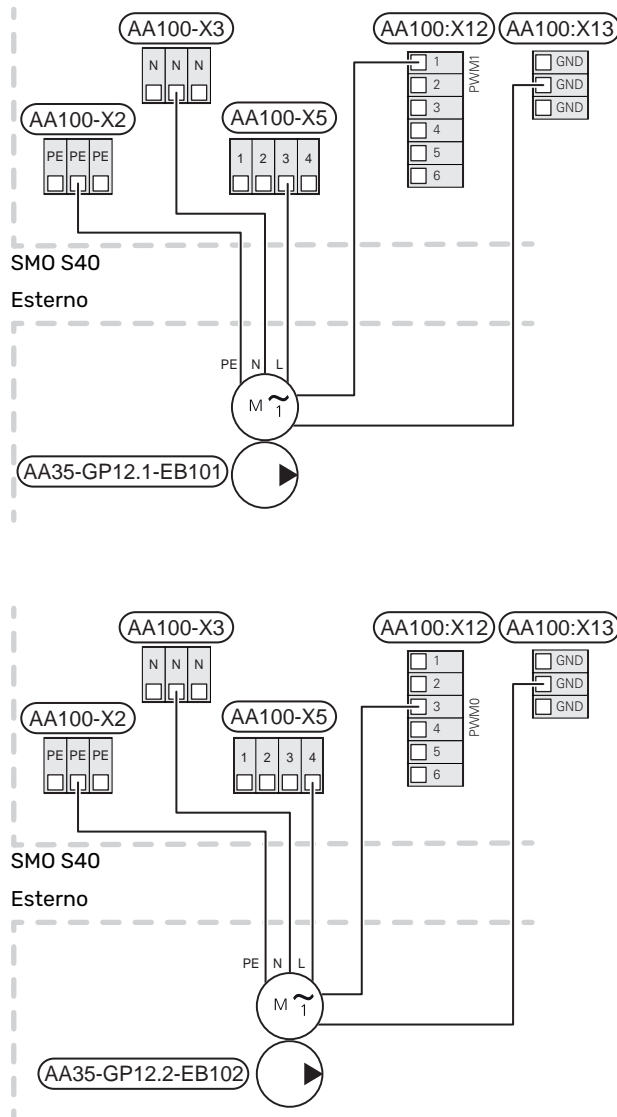 AA100-X3
AA100:X12
AA100:X13
N N N
1
2
3
4
5
6
PWM1
GND
GND
GND
AA100-X2
AA100-X5
PE PE PE
1 2 3 4
SMO S40
Esterno
PE N L
M ~
1
AA35-GP12.1-EB101
AA100-X3
AA100:X12
AA100:X13
N N N
1
2
3
4
5
6
PWM0
GND
GND
GND
AA100-X2
AA100-X5
PE PE PE
1 2 3 4
SMO S40
Esterno
PE N L
M ~
1
AA35-GP12.2-EB102